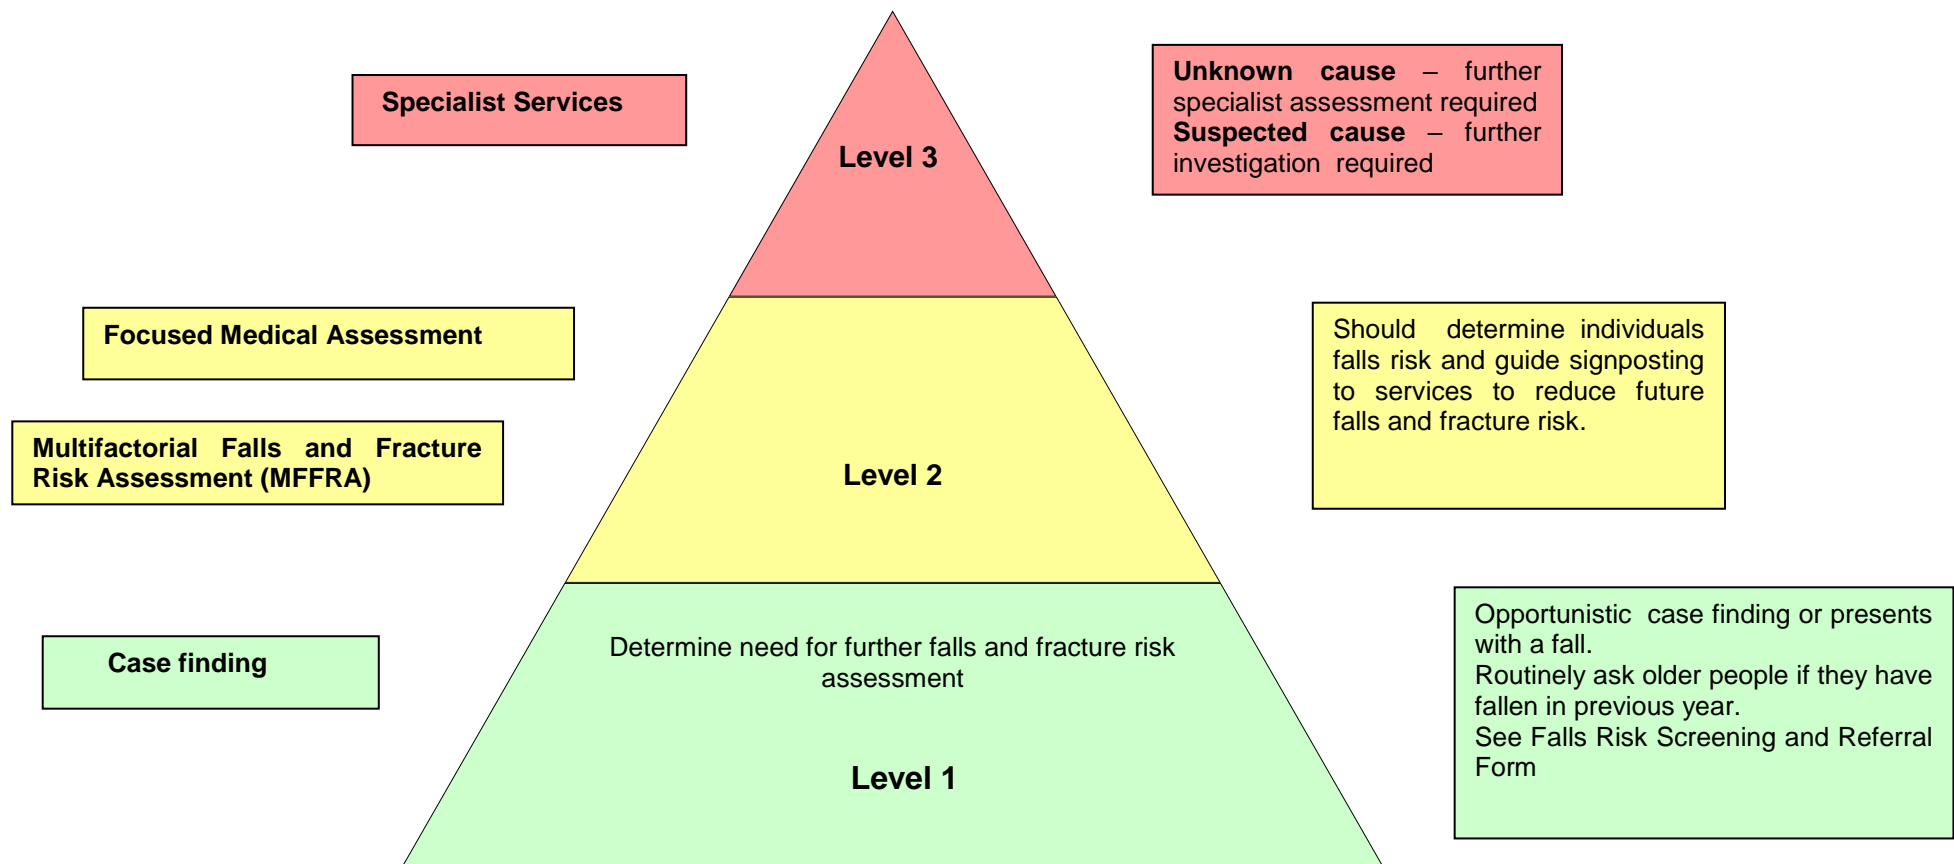 Specialist Services
Unknown cause – further
specialist assessment required
Suspected cause – further
investigation required
Level 3
Focused Medical Assessment
Multifactorial Falls and Fracture
Risk Assessment (MFFRA)
Should determine individuals
falls risk and guide signposting
to services to reduce future
falls and fracture risk.
Level 2
Case finding
Determine need for further falls and fracture risk
assessment
Level 1
Opportunistic case finding or presents
with a fall.
Routinely ask older people if they have
fallen in previous year.
See Falls Risk Screening and Referral
Form